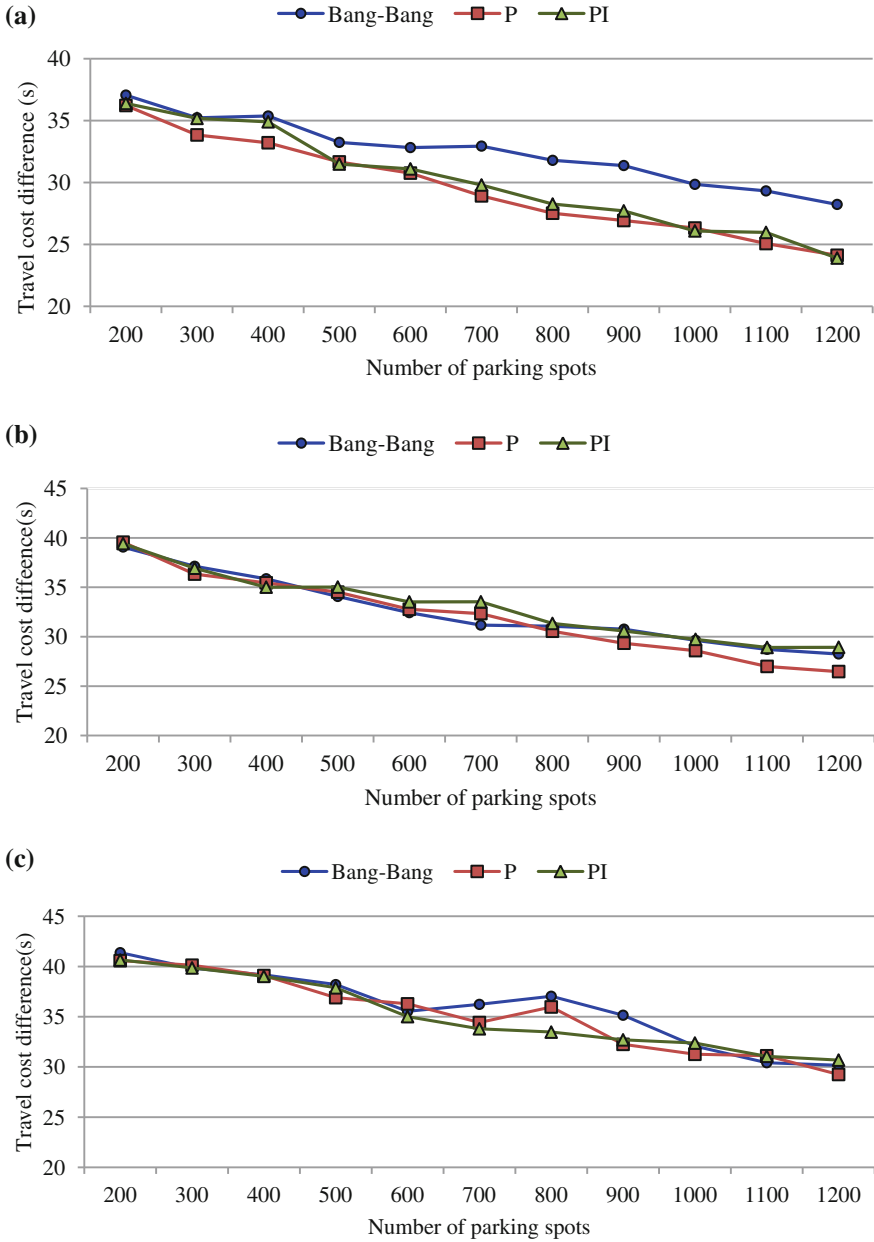 (a)
Bang-Bang P PI
40
35
30
25
20
Travel cost difference (s)
200 300 400 500 600 700 800 900 1000 1100 1200
Number of parking spots
(b)
Bang-Bang P PI
45
40
35
30
25
20
Travel cost diffeence(s)
200 300 400 500 600 700 800 900 1000 1100 1200
Number of parking spots
(c)
Bang-Bang P PI
45
40
35
30
25
20
Travel cost difference(s)
200 300 400 500 600 700 800 900 1000 1100 1200
Number of parking spots